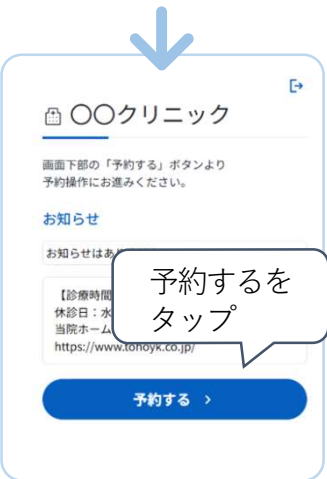 〇〇クリニック
画面下部の「予約する」ボタンより
予約操作にお進みください。
お知らせ
お知らせはあ
予約するを
タップ
【診療時間
休診日：水
当院ホーム
https://www.tohoyk.co.jp/
予約する